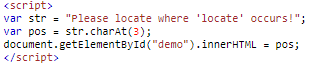 <script>
var str = "Please locate where 'locate' occurs!";
var pos = str.charAt(3);
document.getElementById("demo").innerHTML = pos;
</script>